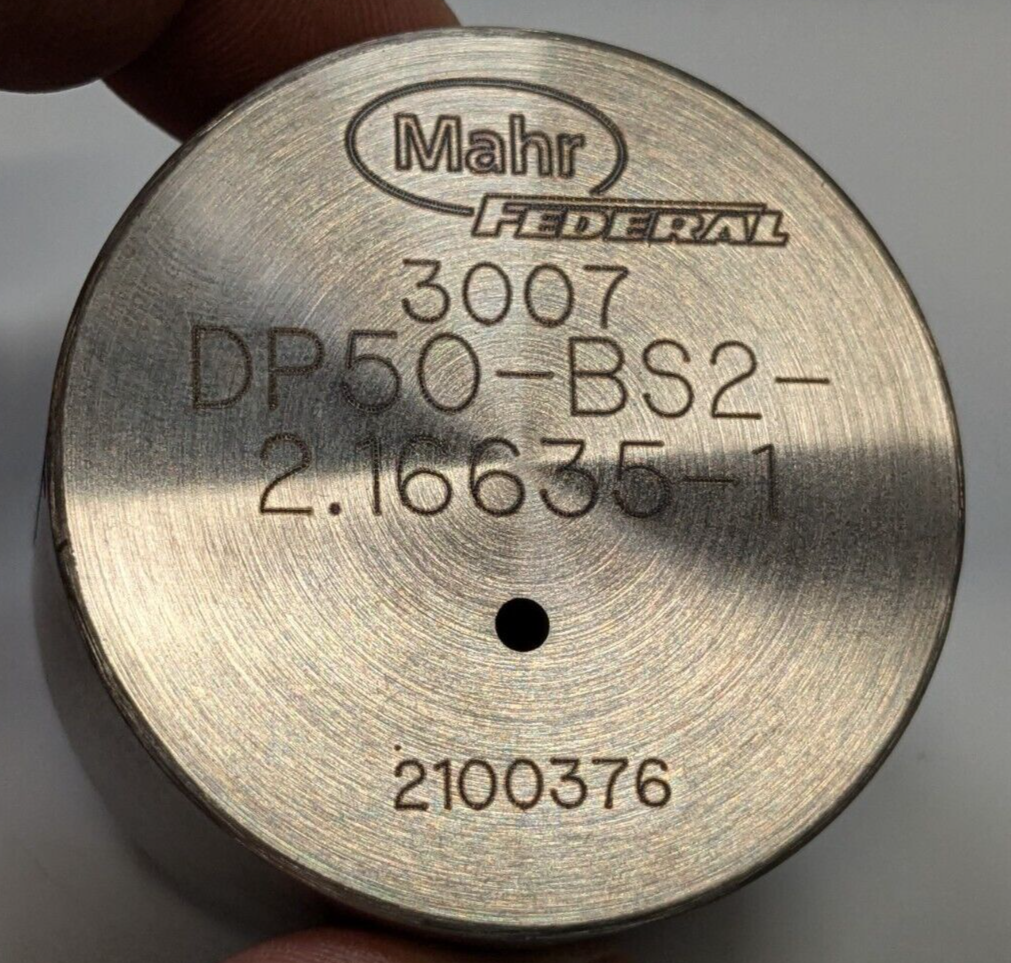 Mahr
FEDERAL
3007
DP50-BS2-
2.16635-1
2100376